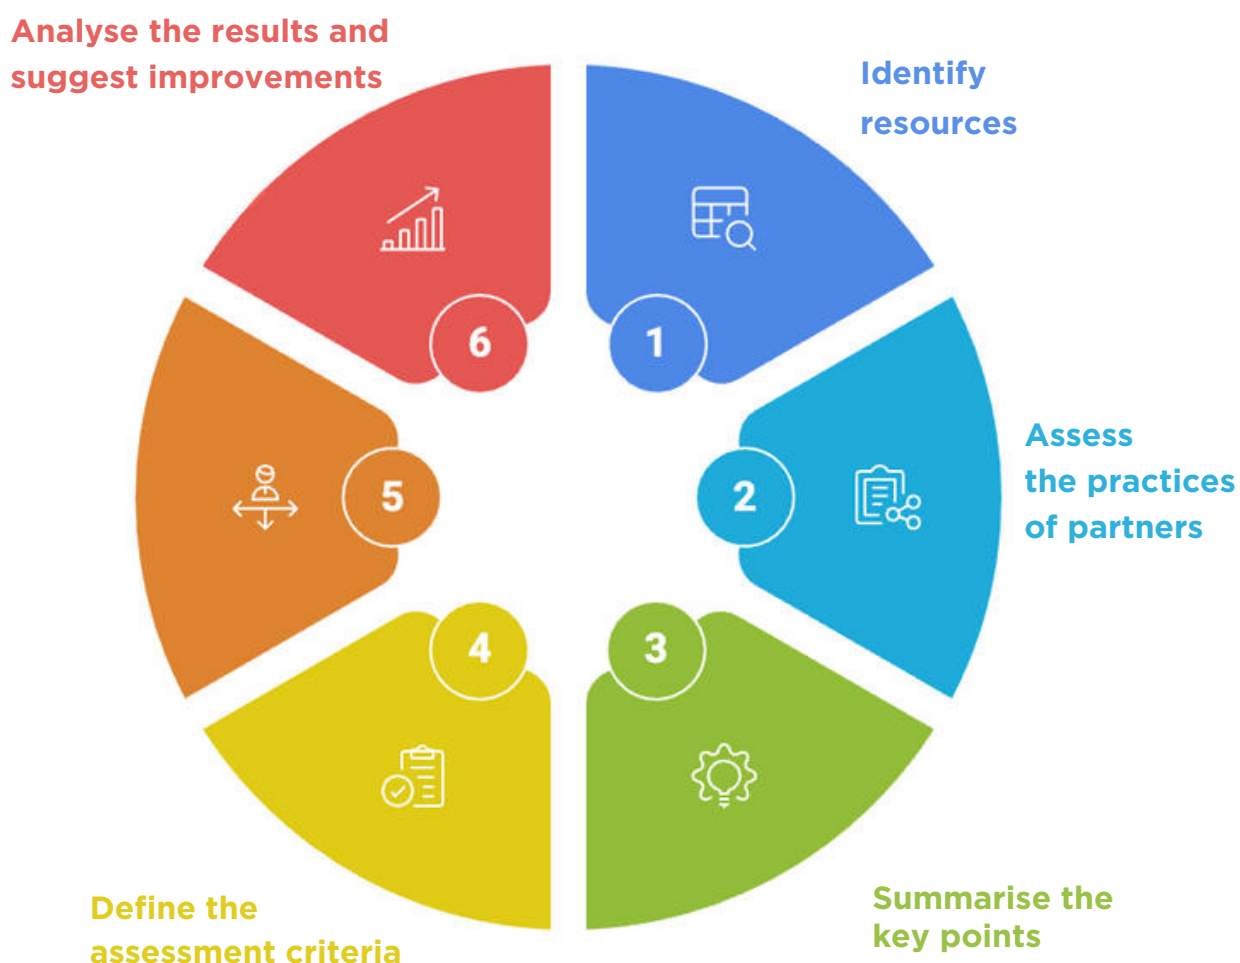 Analyse the results and
suggest improvements
Identify
resources
6
1
Assess
the practices
of partners
5
2
4
3
Define the
assessment criteria
Summarise the
key points